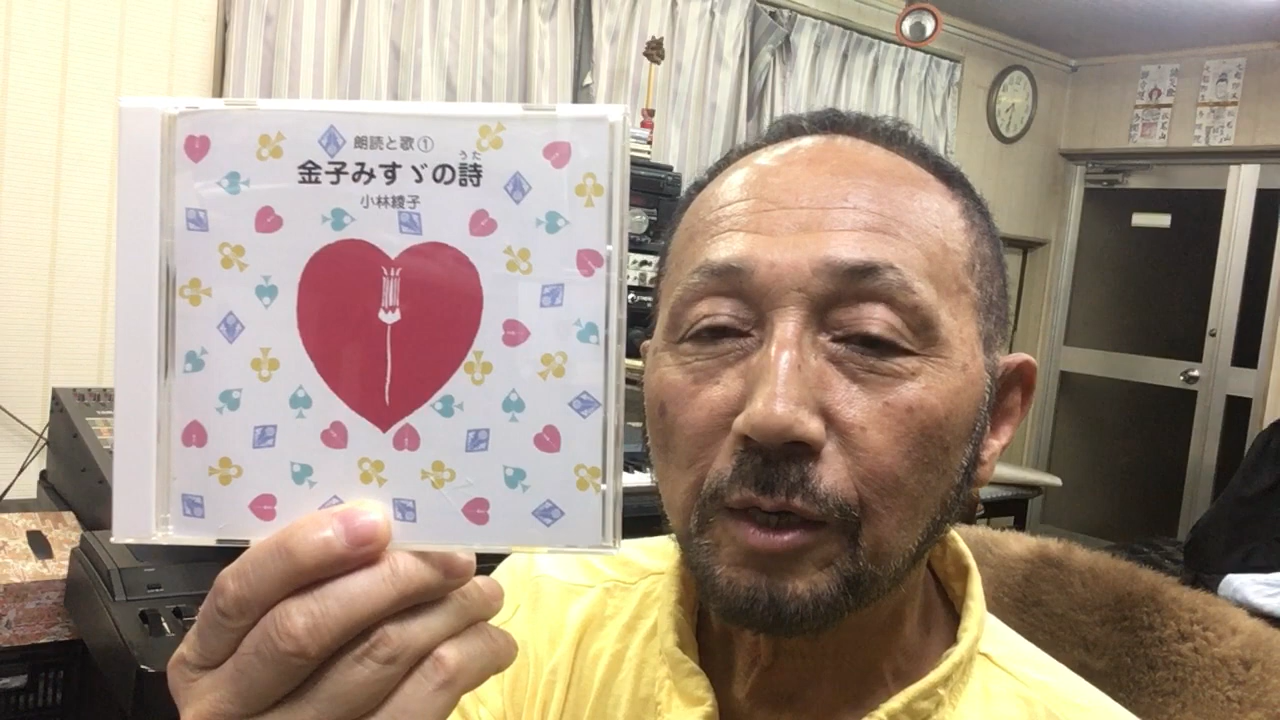 朗読と歌①
うた
金子みすゞの詩
小林綾子